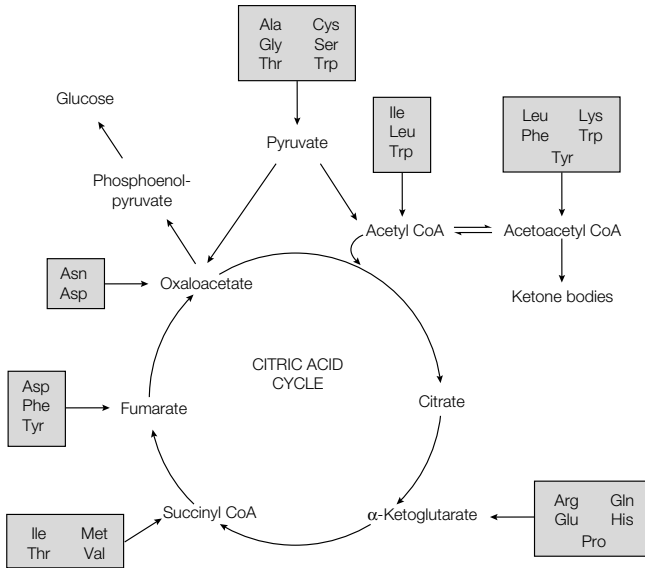 Ala Cys
Gly Ser
Thr Trp
Glucose
Ile
Leu
Trp
Leu Lys
Phe Trp
Tyr
Pyruvate
Phosphoenol-
pyruvate
Acetyl CoA
Acetoacetyl CoA
Asn
Asp
Oxaloacetate
Ketone bodies
CITRIC ACID
CYCLE
Asp
Phe
Tyr
Fumarate
Citrate
Succinyl CoA
α-Ketoglutarate
Arg Gln
Glu His
Pro
Ile Met
Thr Val